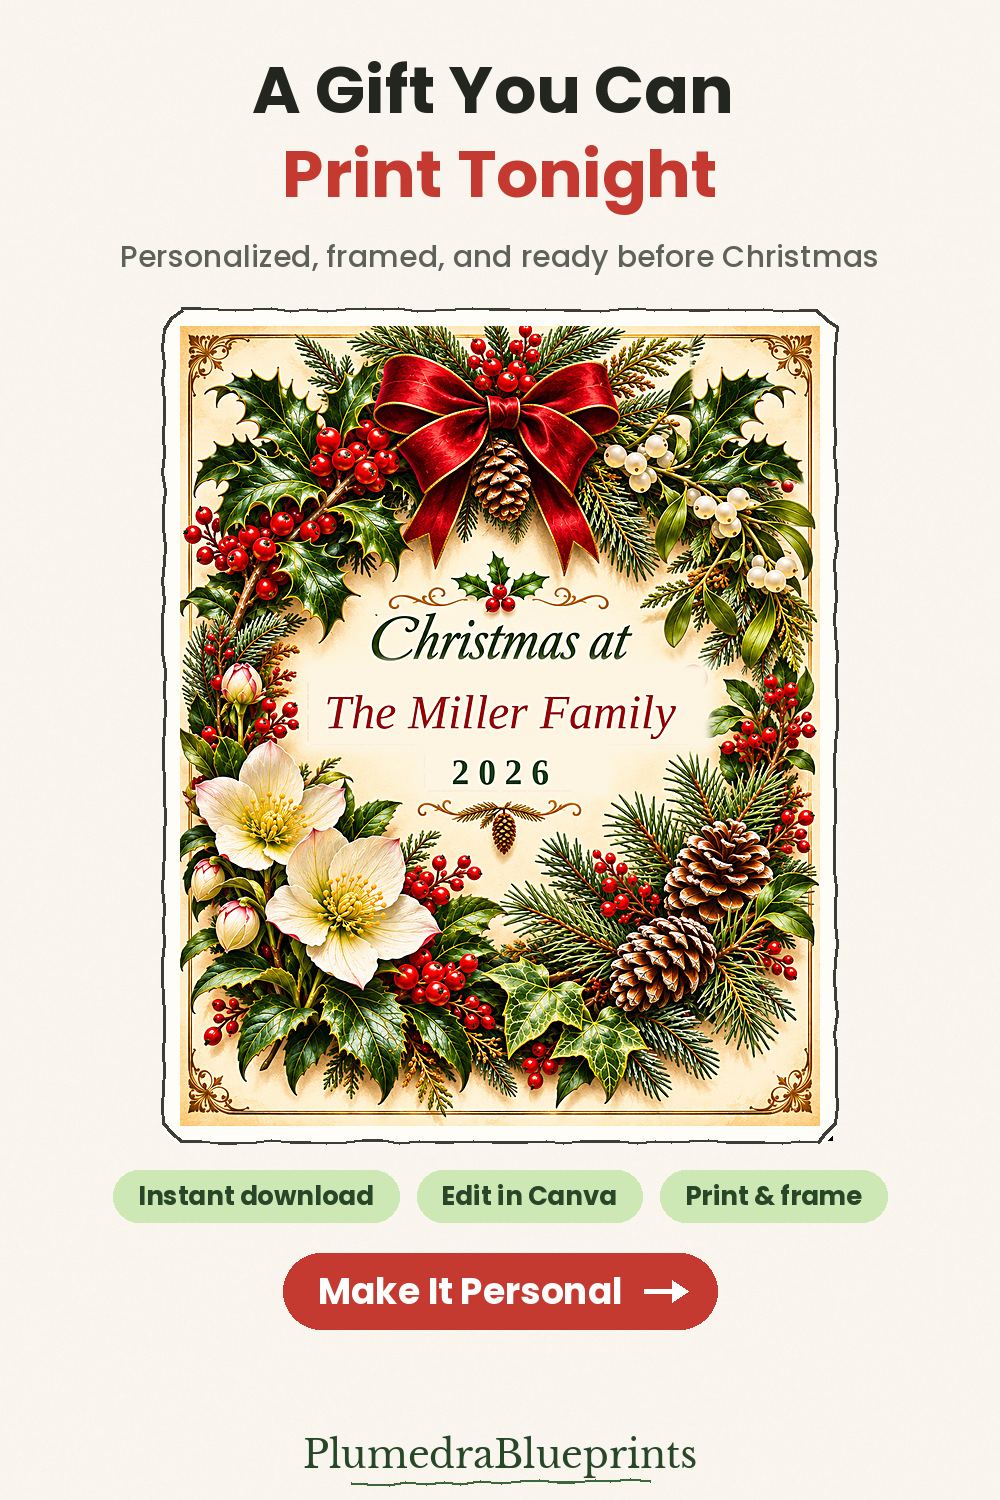 A Gift You Can
Print Tonight
Personalized, framed, and ready before Christmas
Christmas at
The Miller Family
2026
Instant download
Edit in Canva
Print & frame
Make It Personal
PlumedraBlueprints